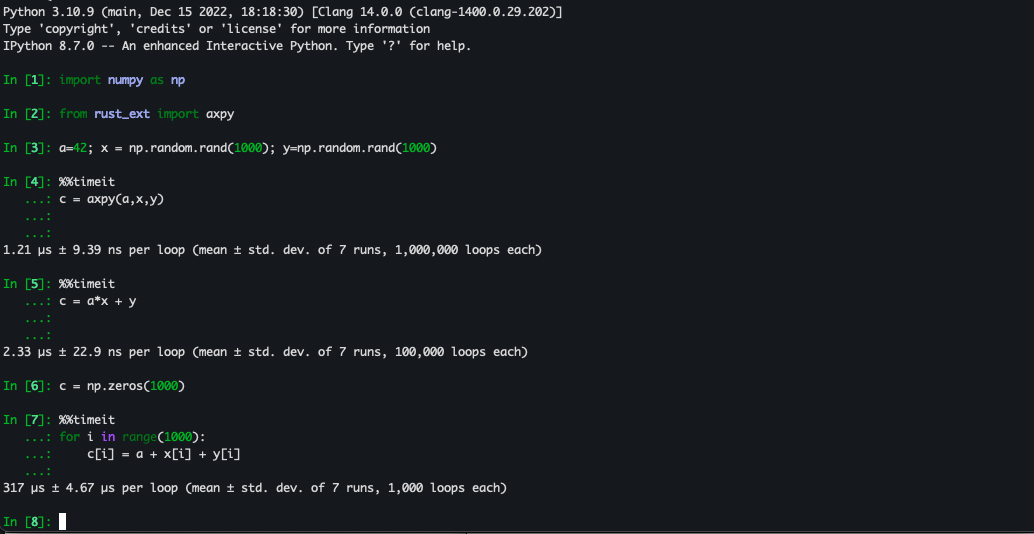 Python 3.10.9 (main, Dec 15 2022, 18:18:30) [Clang 14.0.0 (clang-1400.0.29.202)]
Type 'copyright', 'credits' or 'license' for more information
IPython 8.7.0 -- An enhanced Interactive Python. Type '?' for help.
In [1]: import numpy as np
In [2]: from rust_ext import axpy
In [3]: a=42; x = np.random.rand(1000); y=np.random.rand(1000)
In [4]: %%timeit
...: c = axpy(a,x,y)
...:
...:
1.21 µs ± 9.39 ns per loop (mean ± std. dev. of 7 runs, 1,000,000 loops each)
In [5]: %%timeit
...: c = a*x + y
...:
...:
2.33 µs ± 22.9 ns per loop (mean ± std. dev. of 7 runs, 100,000 loops each)
In [6]: c = np.zeros(1000)
In [7]: %%timeit
...: for i in range(1000):
...:     c[i] = a + x[i] + y[i]
...:
317 µs ± 4.67 µs per loop (mean ± std. dev. of 7 runs, 1,000 loops each)
In [8]: